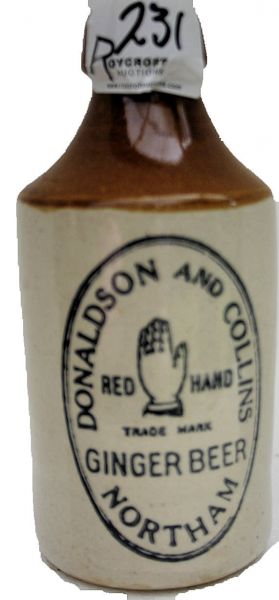 231
ROYCROFT
AUCTIONS
DONALDSON AND COLLINS
RED HAND
TRADE MARK
GINGER BEER
NORTHAM